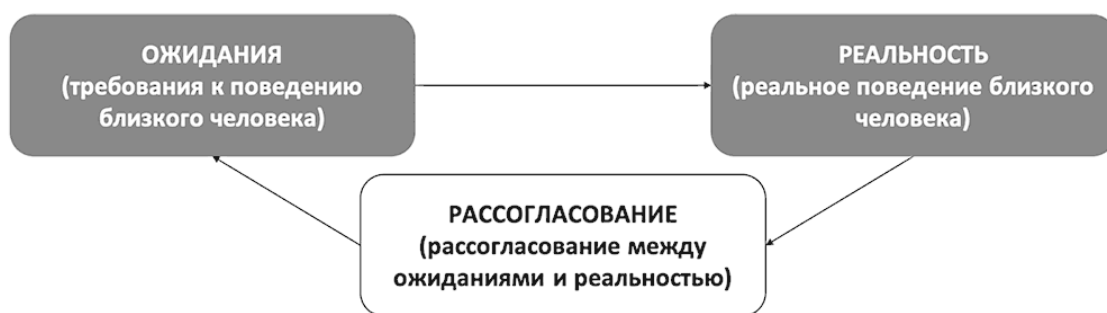 ОЖИДАНИЯ
(требования к поведению
близкого человека)
РЕАЛЬНОСТЬ
(реальное поведение близкого
человека)
РАССОГЛАСОВАНИЕ
(рассогласование между
ожиданиями и реальностью)